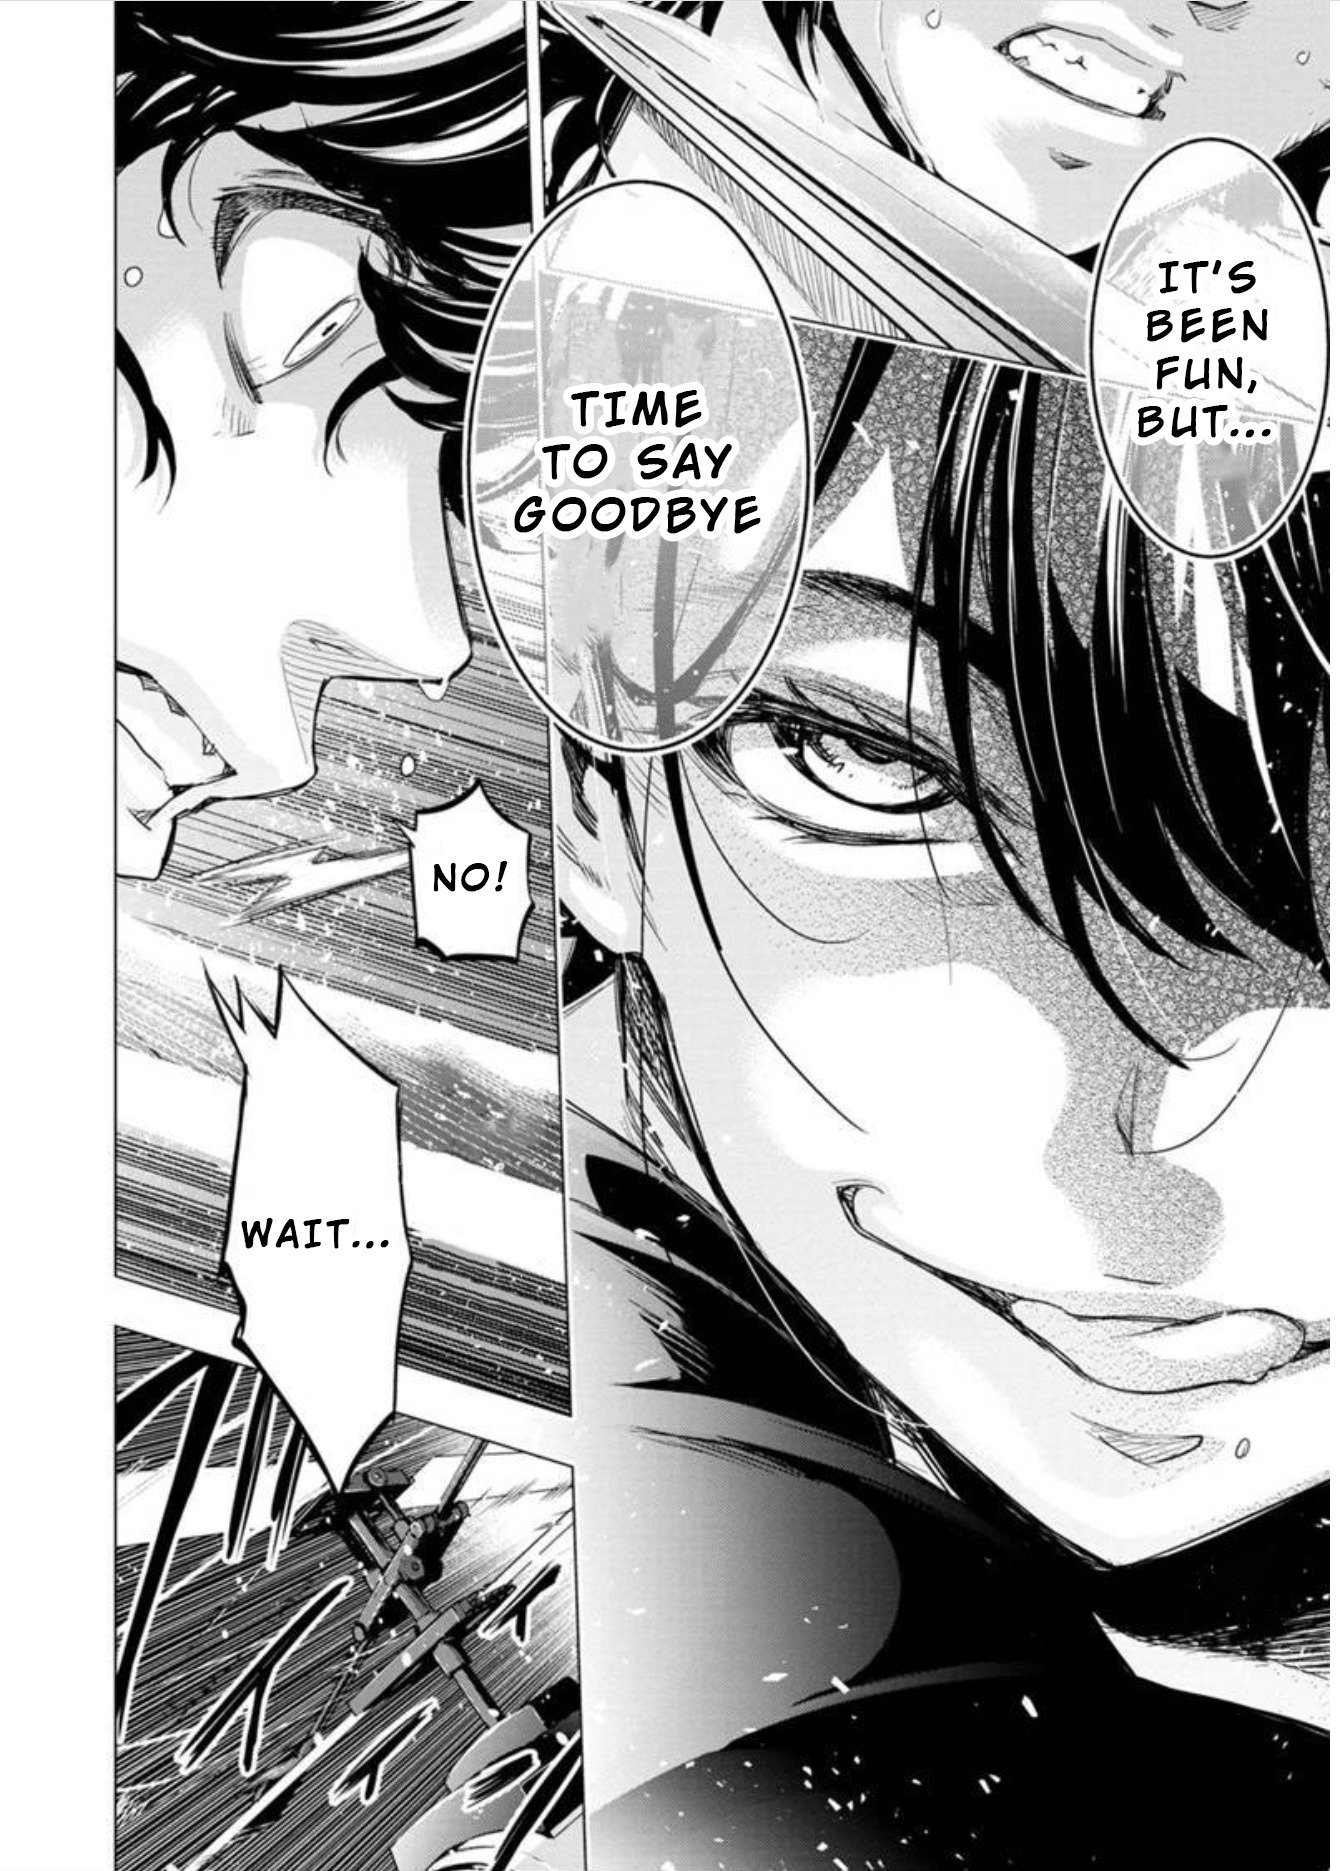 IT'S
BEEN
FUN,
BUT...
TIME
TO SAY
GOODBYE
NO!
WAIT...